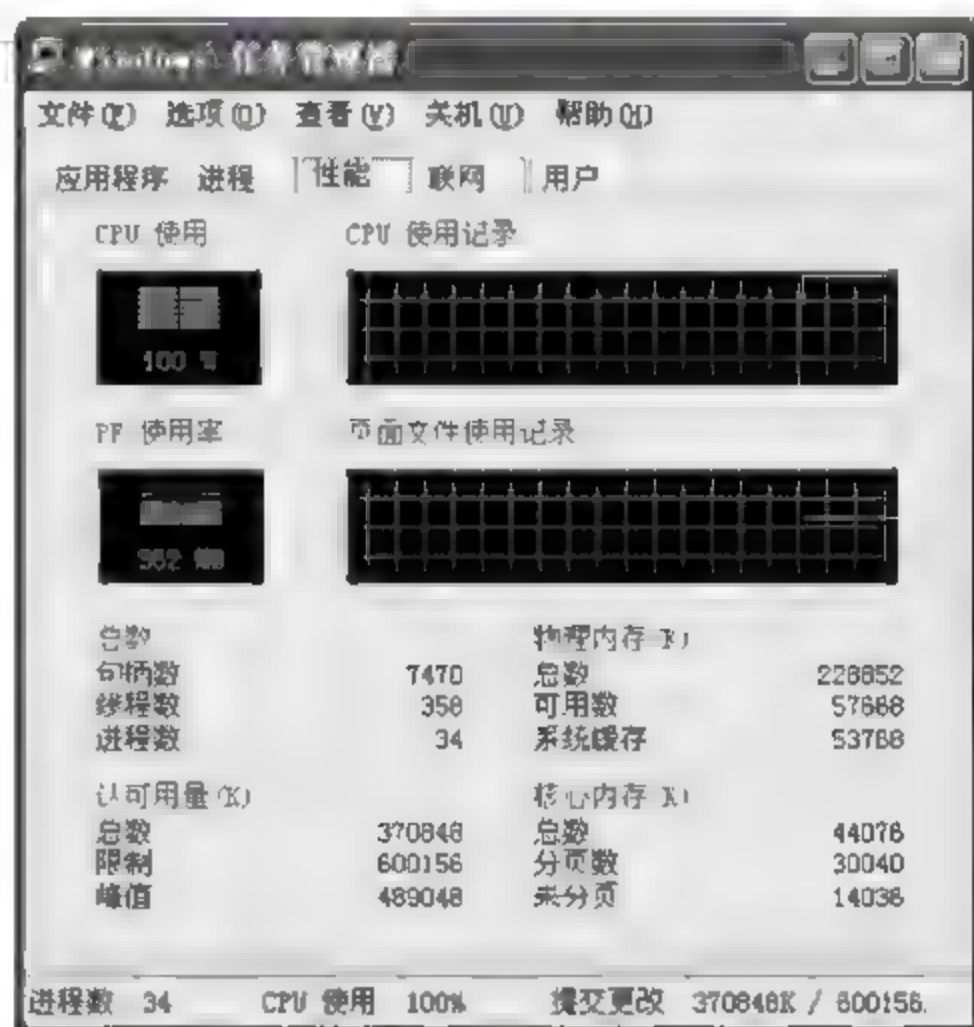 Windows 任务管理器
文件(F) 选项(O) 查看(V) 关机(U) 帮助(H)
应用程序 进程 性能 联网 用户
CPU 使用 CPU 使用记录
100 %
PF 使用率 页面文件使用记录
362 MB
总数 物理内存(K)
句柄数 7470 总数 228852
线程数 358 可用数 57668
进程数 34 系统缓存 53768
认可用量(K) 核心内存(K)
总数 370848 总数 44076
限制 600156 分页数 30040
峰值 489048 未分页 14036
进程数 34 CPU 使用 100% 提交更改 370848K / 600156.